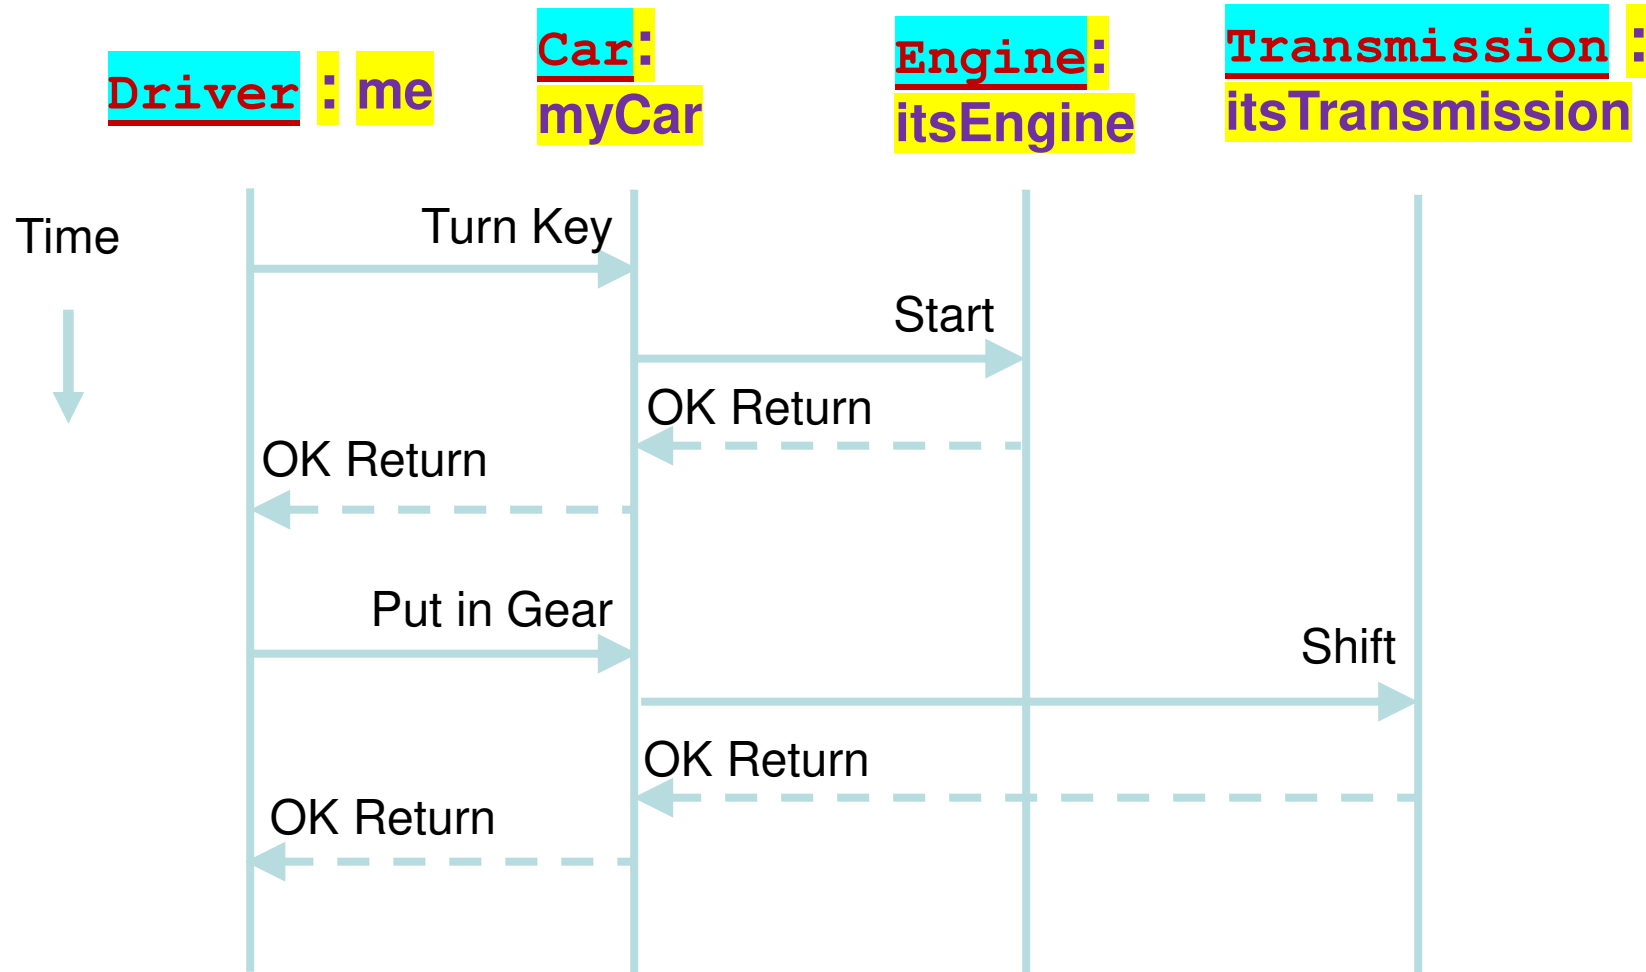 Driver : me
Car:
myCar
Engine:
itsEngine
Transmission :
itsTransmission
Time
Turn Key
Start
OK Return
OK Return
Put in Gear
Shift
OK Return
OK Return